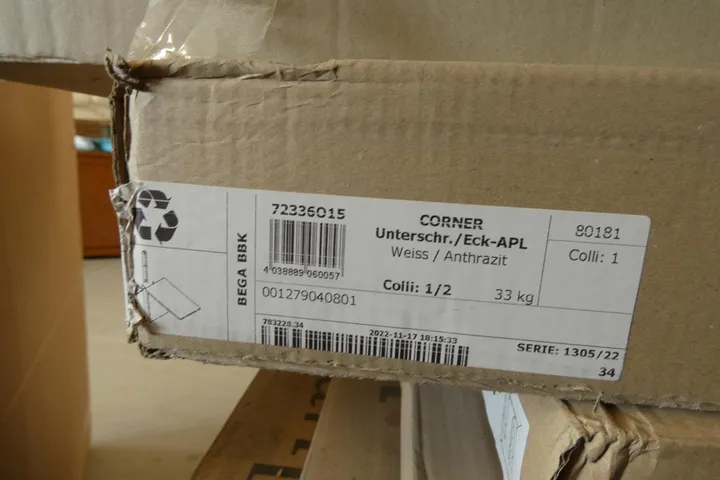 BEGA BBK
72336O15
4 038889 060057
CORNER
Unterschr./Eck-APL
Weiss / Anthrazit
80181
Colli: 1
Colli: 1/2
33 kg
001279040801
783228.34
2022-11-17 18:15:33
SERIE: 1305/22
34